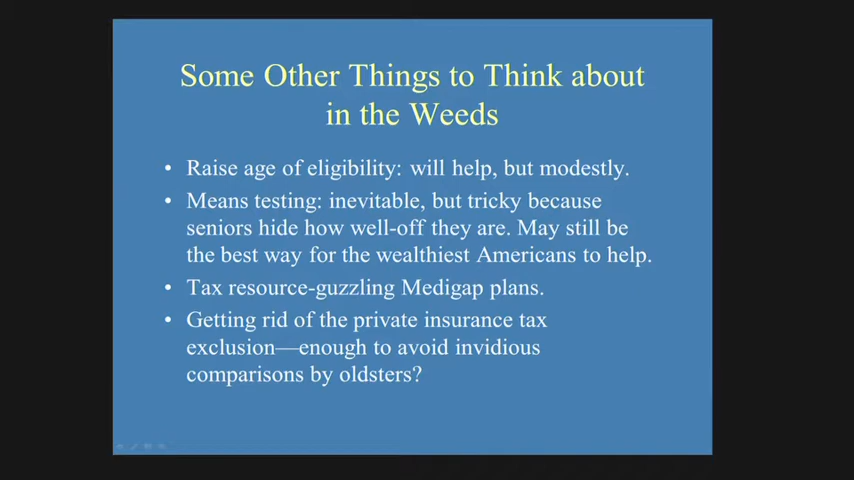 Some Other Things to Think about
in the Weeds
• Raise age of eligibility: will help, but modestly.
• Means testing: inevitable, but tricky because
seniors hide how well-off they are. May still be
the best way for the wealthiest Americans to help.
• Tax resource-guzzling Medigap plans.
• Getting rid of the private insurance tax
exclusion—enough to avoid invidious
comparisons by oldsters?